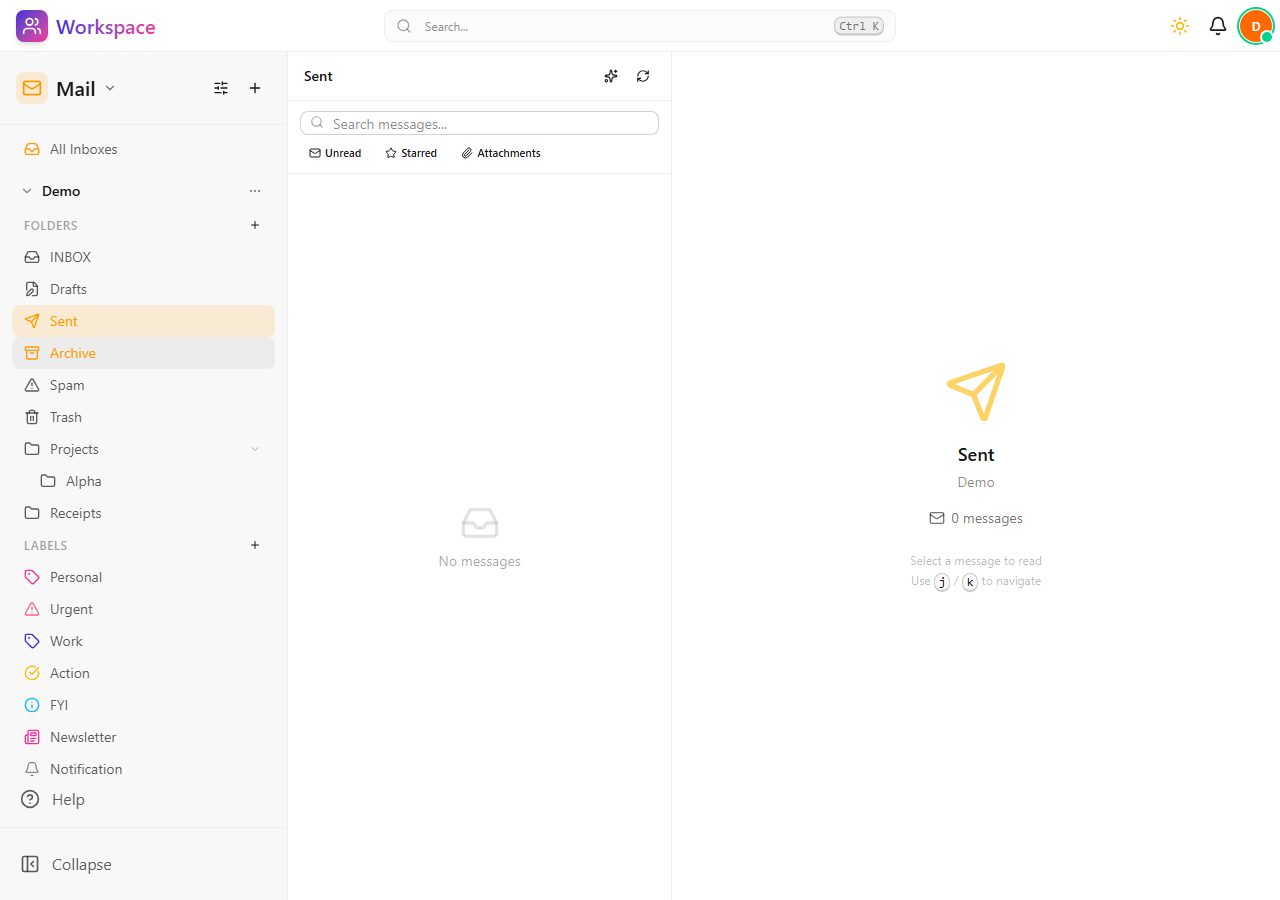 Workspace
Search...
Ctrl K
D
Mail
All Inboxes
Demo
FOLDERS
INBOX
Drafts
Sent
Archive
Spam
Trash
Projects
Alpha
Receipts
LABELS
Personal
Urgent
Work
Action
FYI
Newsletter
Notification
Help
Collapse
Sent
Search messages...
Unread Starred Attachments
No messages
Sent
Demo
0 messages
Select a message to read
Use j / k to navigate